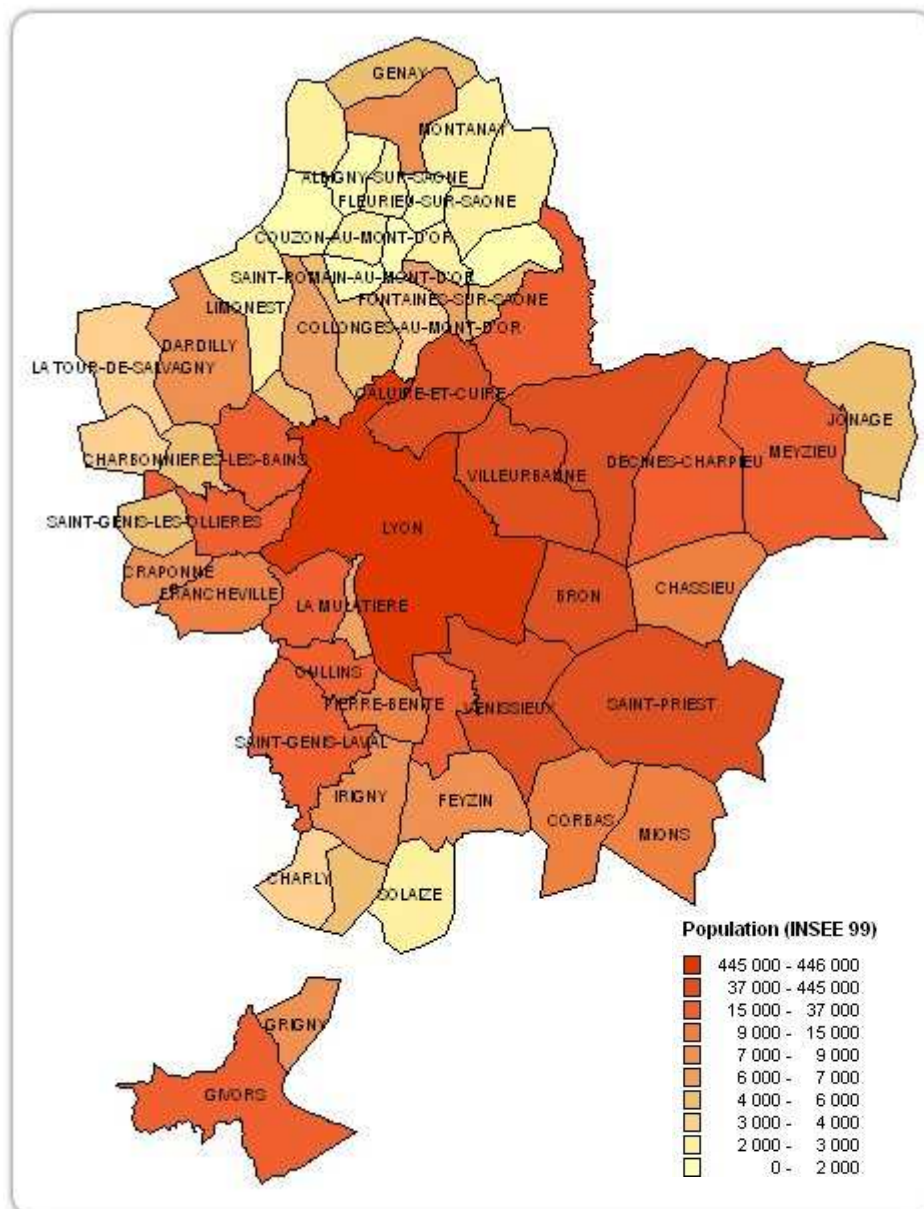 GENAY
MONTANAY
ALBIGNY-SUR-SAONE
FLEURIEU-SUR-SAONE
COUZON-AU-MONT-D'OR
SAINT-ROMAIN-AU-MONT-D'OR
LIMONEST
FONTAINES-SUR-SAONE
COLLONGES-AU-MONT-D'OR
DARDILLY
LA TOUR-DE-SALVAGNY
CALUIRE-ET-CUIRE
JONAGE
MEYZIEU
DECINES-CHARPIEU
CHARBONNIERES-LES-BAINS
VILLEURBANNE
SAINT-GENIS-LES-OLLIERES
LYON
CRAPONNE
FRANCHEVILLE
CHASSIEU
BRON
LA MULATIERE
OULLINS
PIERRE-BENITE
VENISSIEUX
SAINT-PRIEST
SAINT-GENIS-LAVAL
IRIGNY
FEYZIN
CORBAS
MIONS
CHARLY
SOLAIZE
Population (INSEE 99)
445 000 - 446 000
37 000 - 445 000
15 000 - 37 000
9 000 - 15 000
7 000 - 9 000
6 000 - 7 000
4 000 - 6 000
3 000 - 4 000
2 000 - 3 000
0 - 2 000
GRIGNY
GIVORS